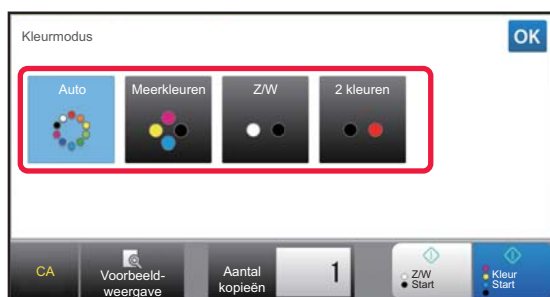 Kleurmodus
OK
Auto
Meerkleuren
Z/W
2 kleuren
CA
Voorbeeld-
weergave
Aantal
kopieën
1
Z/W
Start
Kleur
Start